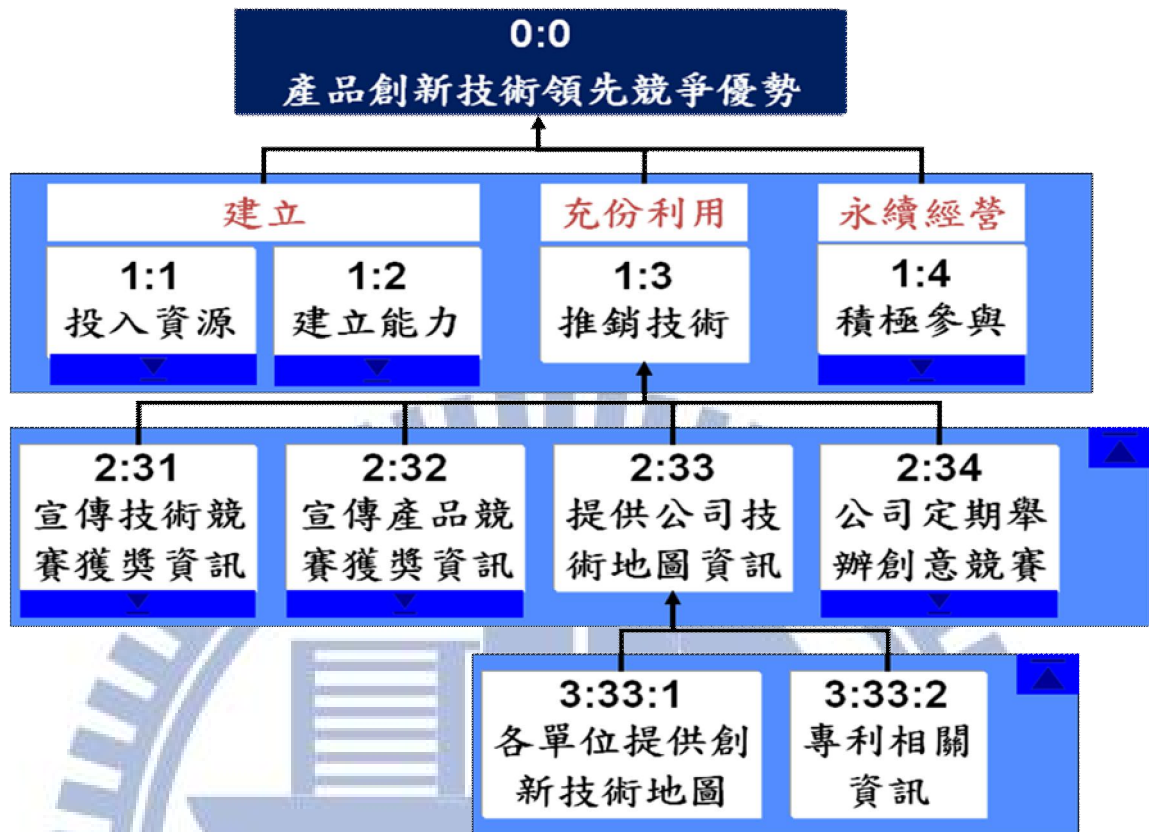 0:0
產品創新技術領先競爭優勢
建立
充份利用
永續經營
1:1
投入資源
1:2
建立能力
1:3
推銷技術
1:4
積極參與
2:31
宣傳技術競
賽獲獎資訊
2:32
宣傳產品競
賽獲獎資訊
2:33
提供公司技
術地圖資訊
2:34
公司定期舉
辦創意競賽
3:33:1
各單位提供創
新技術地圖
3:33:2
專利相關
資訊